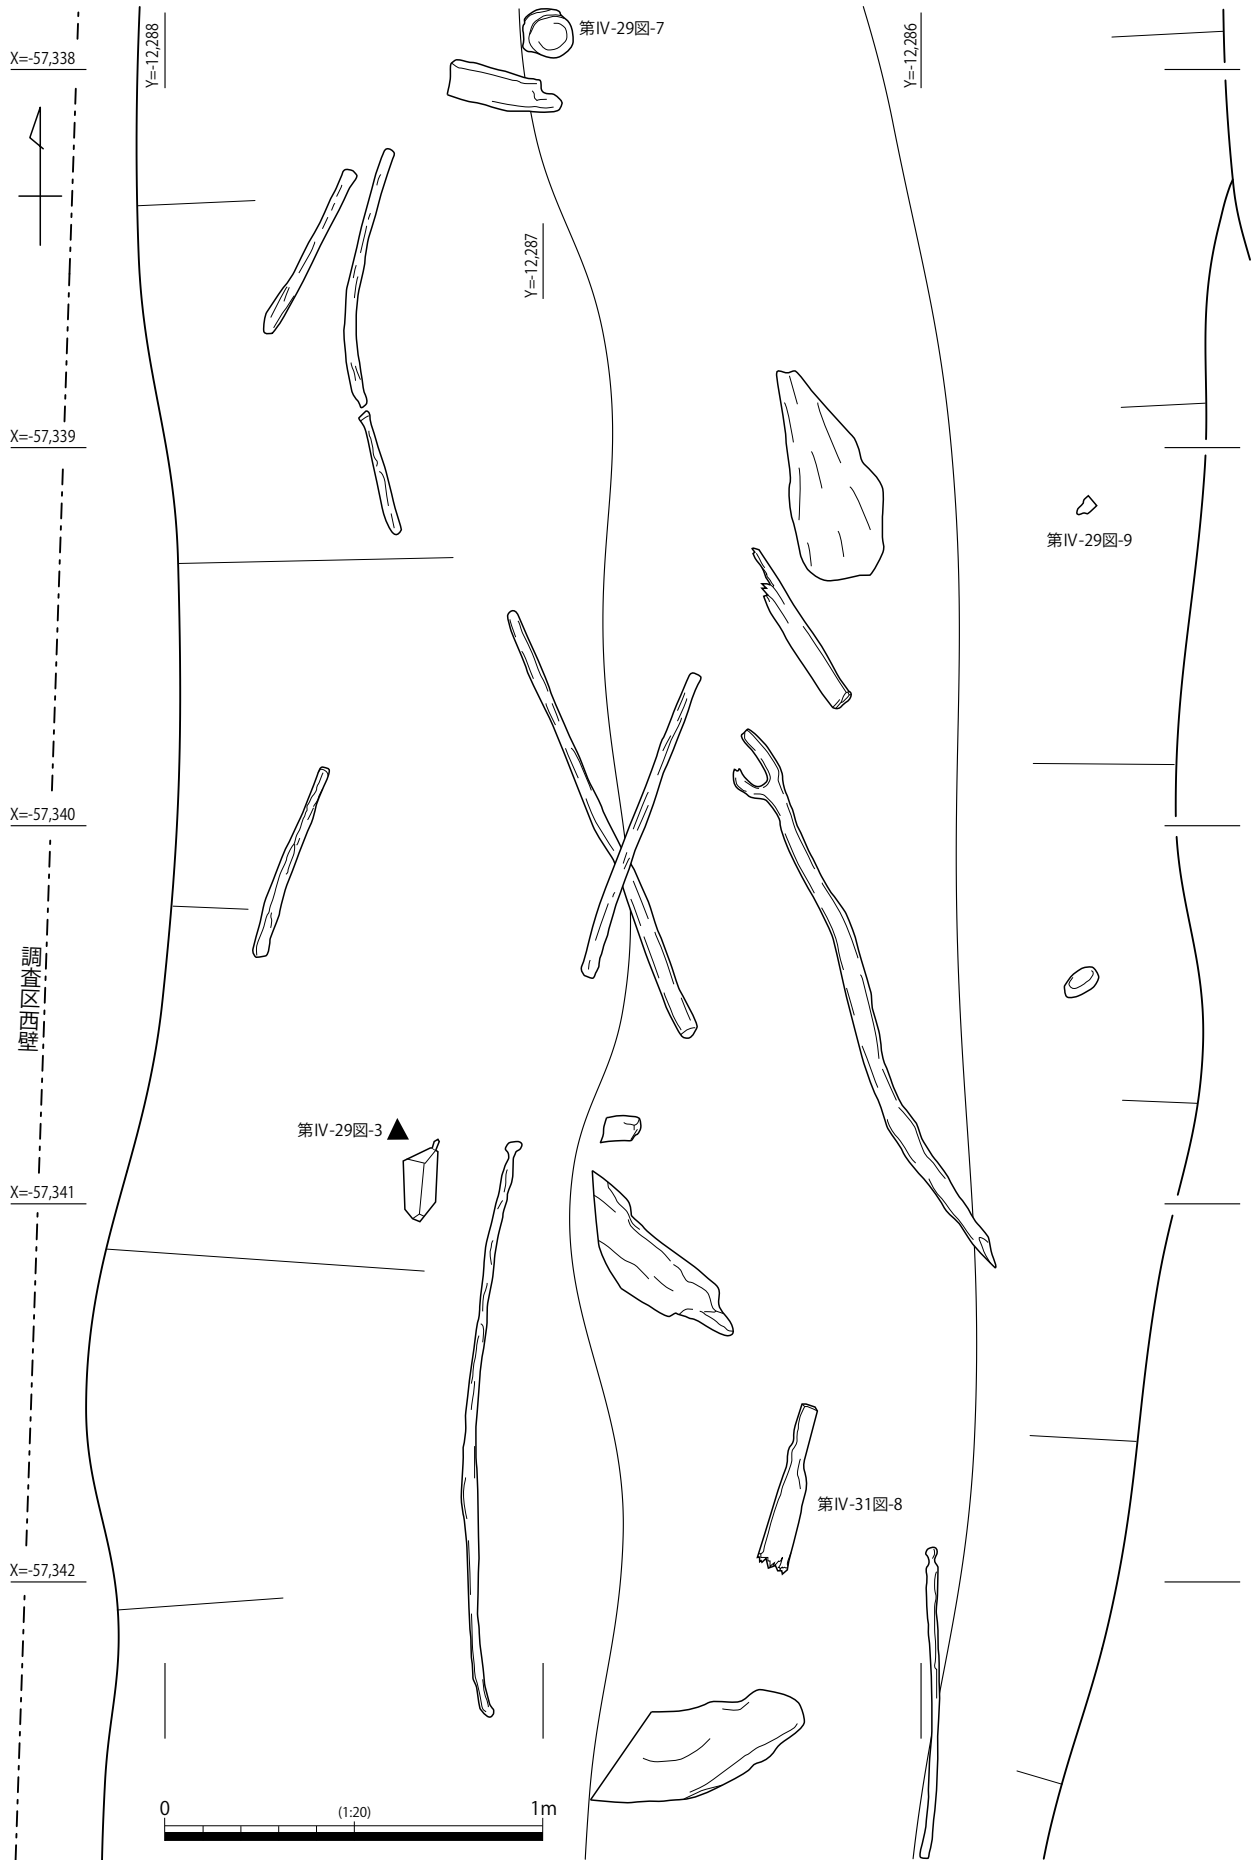 第Ⅳ-29図-7
X=-57,338
Y=-12,288
Y=-12,286
Y=-12,287
X=-57,339
第Ⅳ-29図-9
X=-57,340
調査区西壁
第Ⅳ-29図-3
X=-57,341
第Ⅳ-31図-8
X=-57,342
0
(1:20)
1m